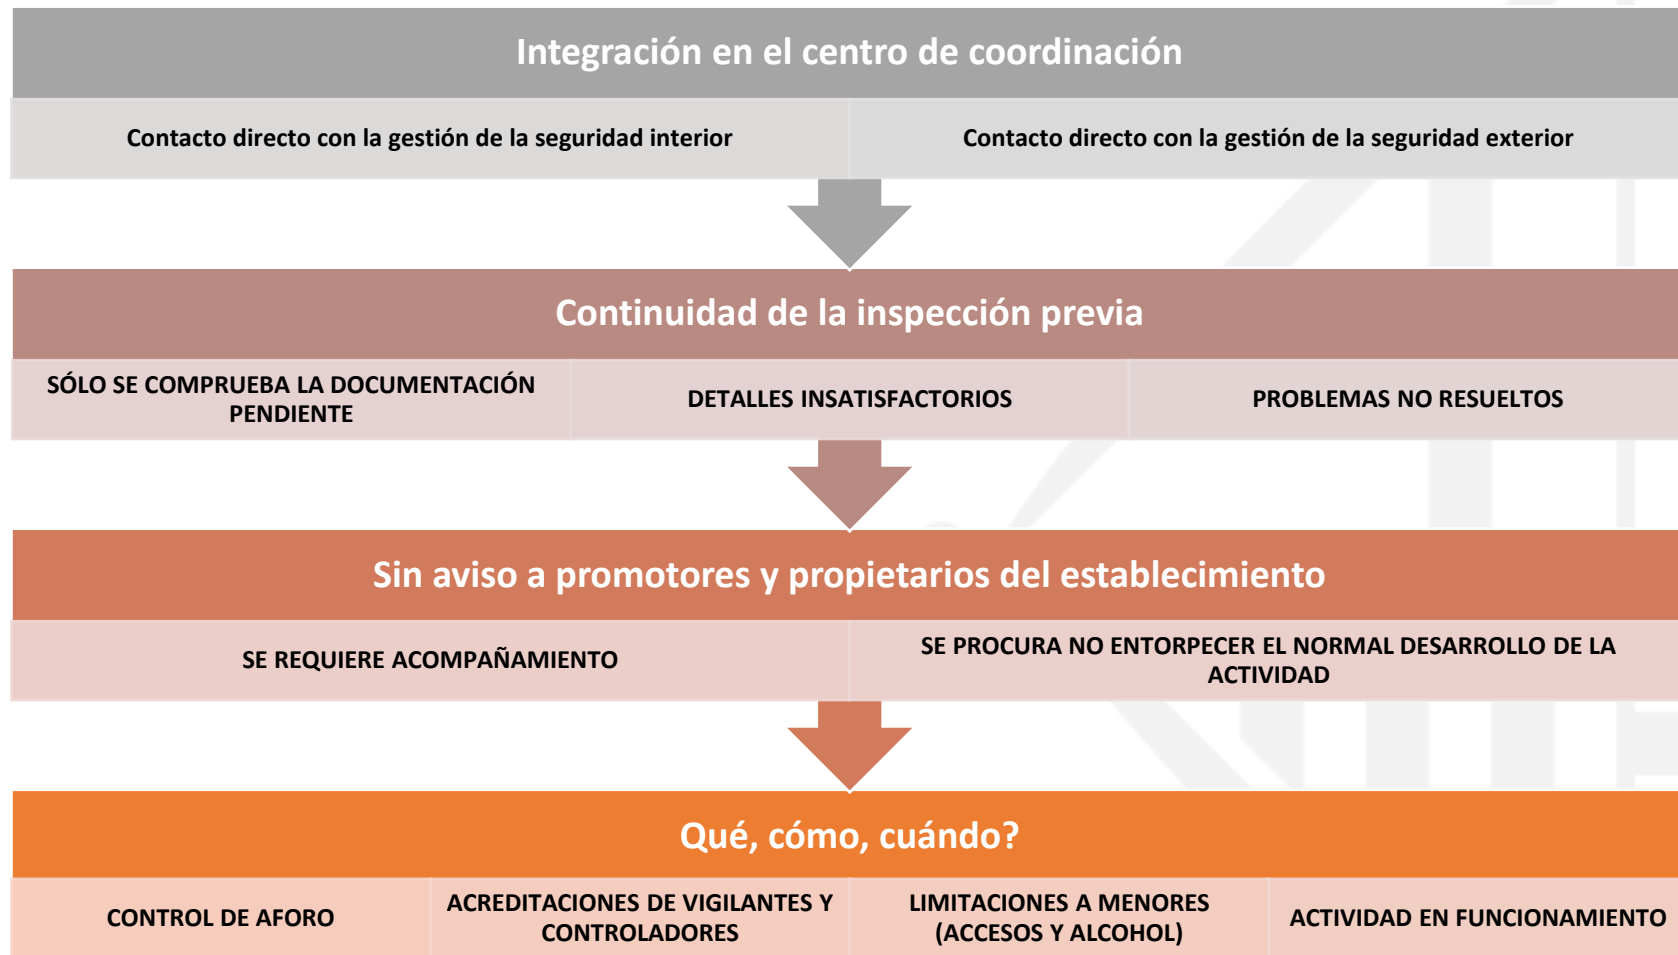 Integración en el centro de coordinación
Contacto directo con la gestión de la seguridad interior
Contacto directo con la gestión de la seguridad exterior
Continuidad de la inspección previa
SÓLO SE COMPRUEBA LA DOCUMENTACIÓN
PENDIENTE
DETALLES INSATISFACTORIOS
PROBLEMAS NO RESUELTOS
Sin aviso a promotores y propietarios del establecimiento
SE REQUIERE ACOMPAÑAMIENTO
SE PROCURA NO ENTORPECER EL NORMAL DESARROLLO DE LA
ACTIVIDAD
Qué, cómo, cuándo?
CONTROL DE AFORO
ACREDITACIONES DE VIGILANTES Y
CONTROLADORES
LIMITACIONES A MENORES
(ACCESOS Y ALCOHOL)
ACTIVIDAD EN FUNCIONAMIENTO